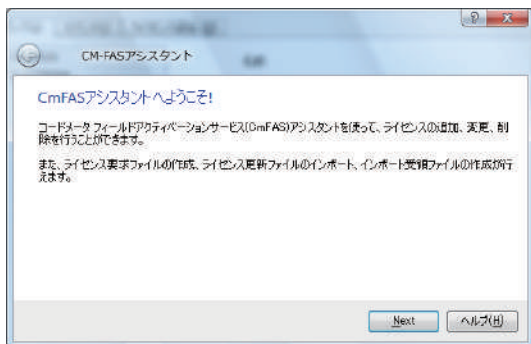 CM-FASアシスタント
CmFASアシスタントへようこそ!
コードメータ フィールドアクティベーションサービス(CmFAS)アシスタントを使って、ライセンスの追加、変更、削
除を行うことができます。
また、ライセンス要求ファイルの作成、ライセンス更新ファイルのインポート、インポート受領ファイルの作成が行
えます。
Next
ヘルプ(H)